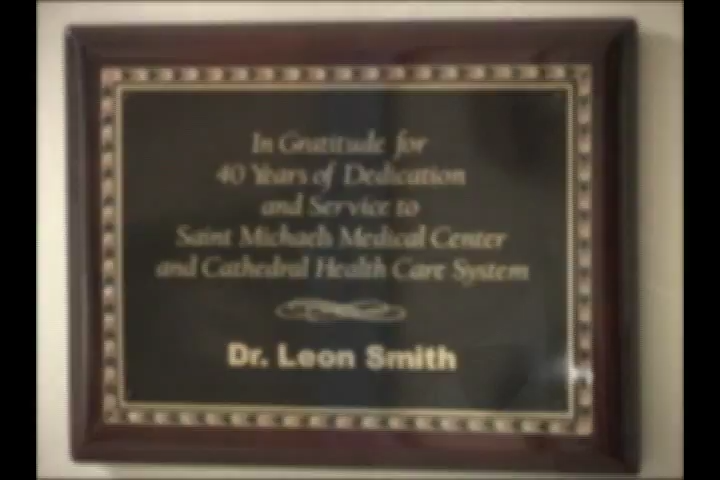 In Gratitude for
40 Years of Dedication
and Service to
Saint Michaels Medical Center
and Cathedral Health Care System
Dr. Leon Smith